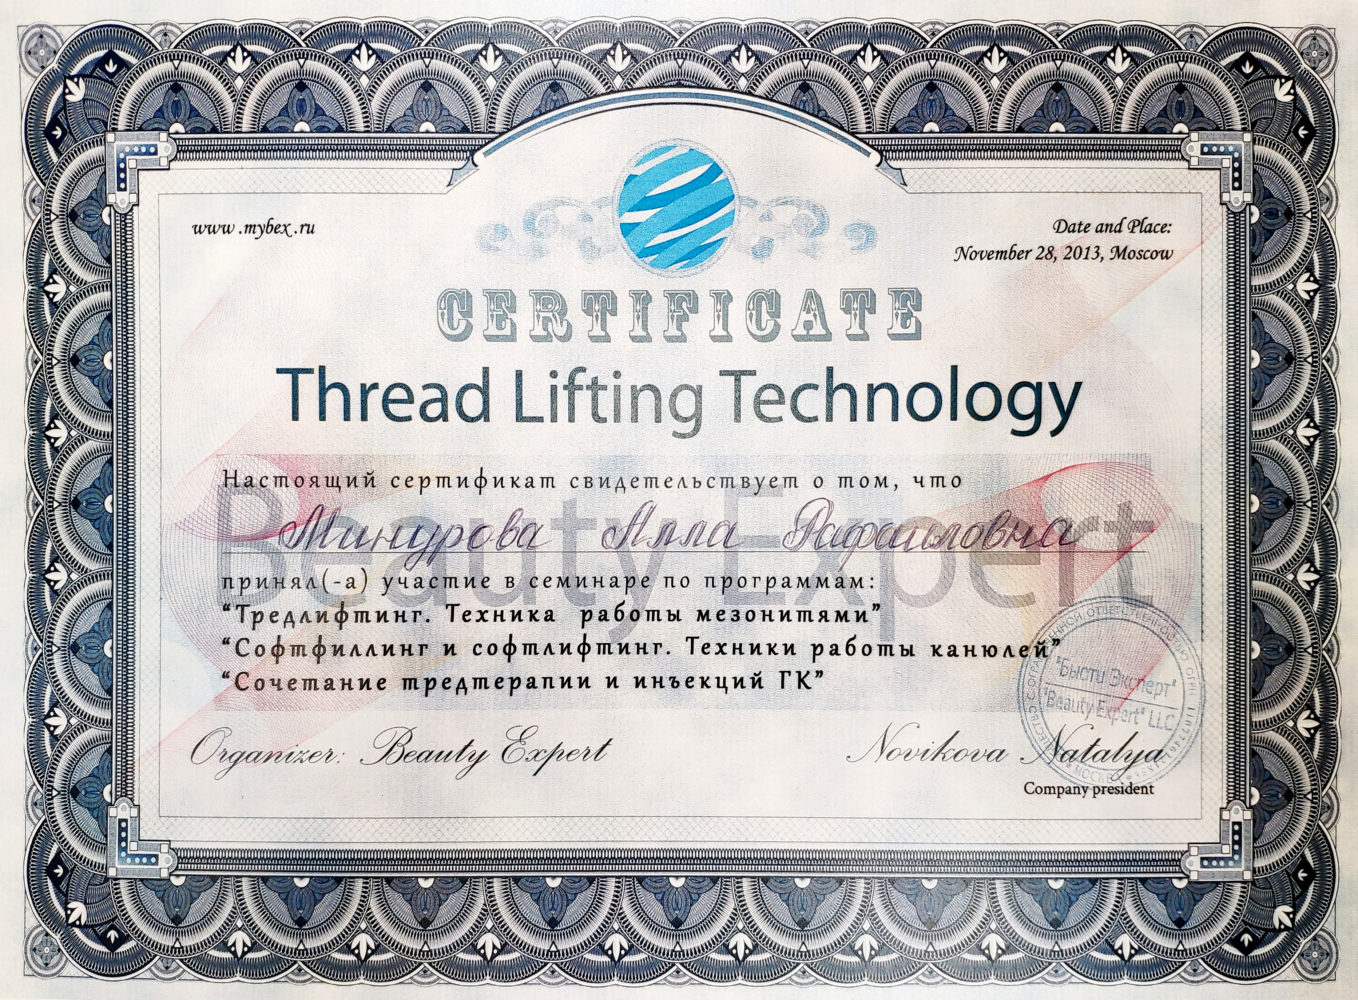 www.mybex.ru
Date and Place:
November 28, 2013, Moscow
CERTIFICATE
Thread Lifting Technology
Настоящий сертификат свидетельствует о том, что
Beauty Expert
Минурова Алла Рафаиловна
принял(-а) участие в семинаре по программам:
“Тредлифтинг. Техника работы мезонитями”
“Софтфиллинг и софтлифтинг. Техники работы канюлей”
“Сочетание тредтерапии и инъекций ГК”
"Бьюти Эксперт"
"Beauty Expert" LLC
МОСКВА
Organizer: Beauty Expert
Novikova Natalya
Company president